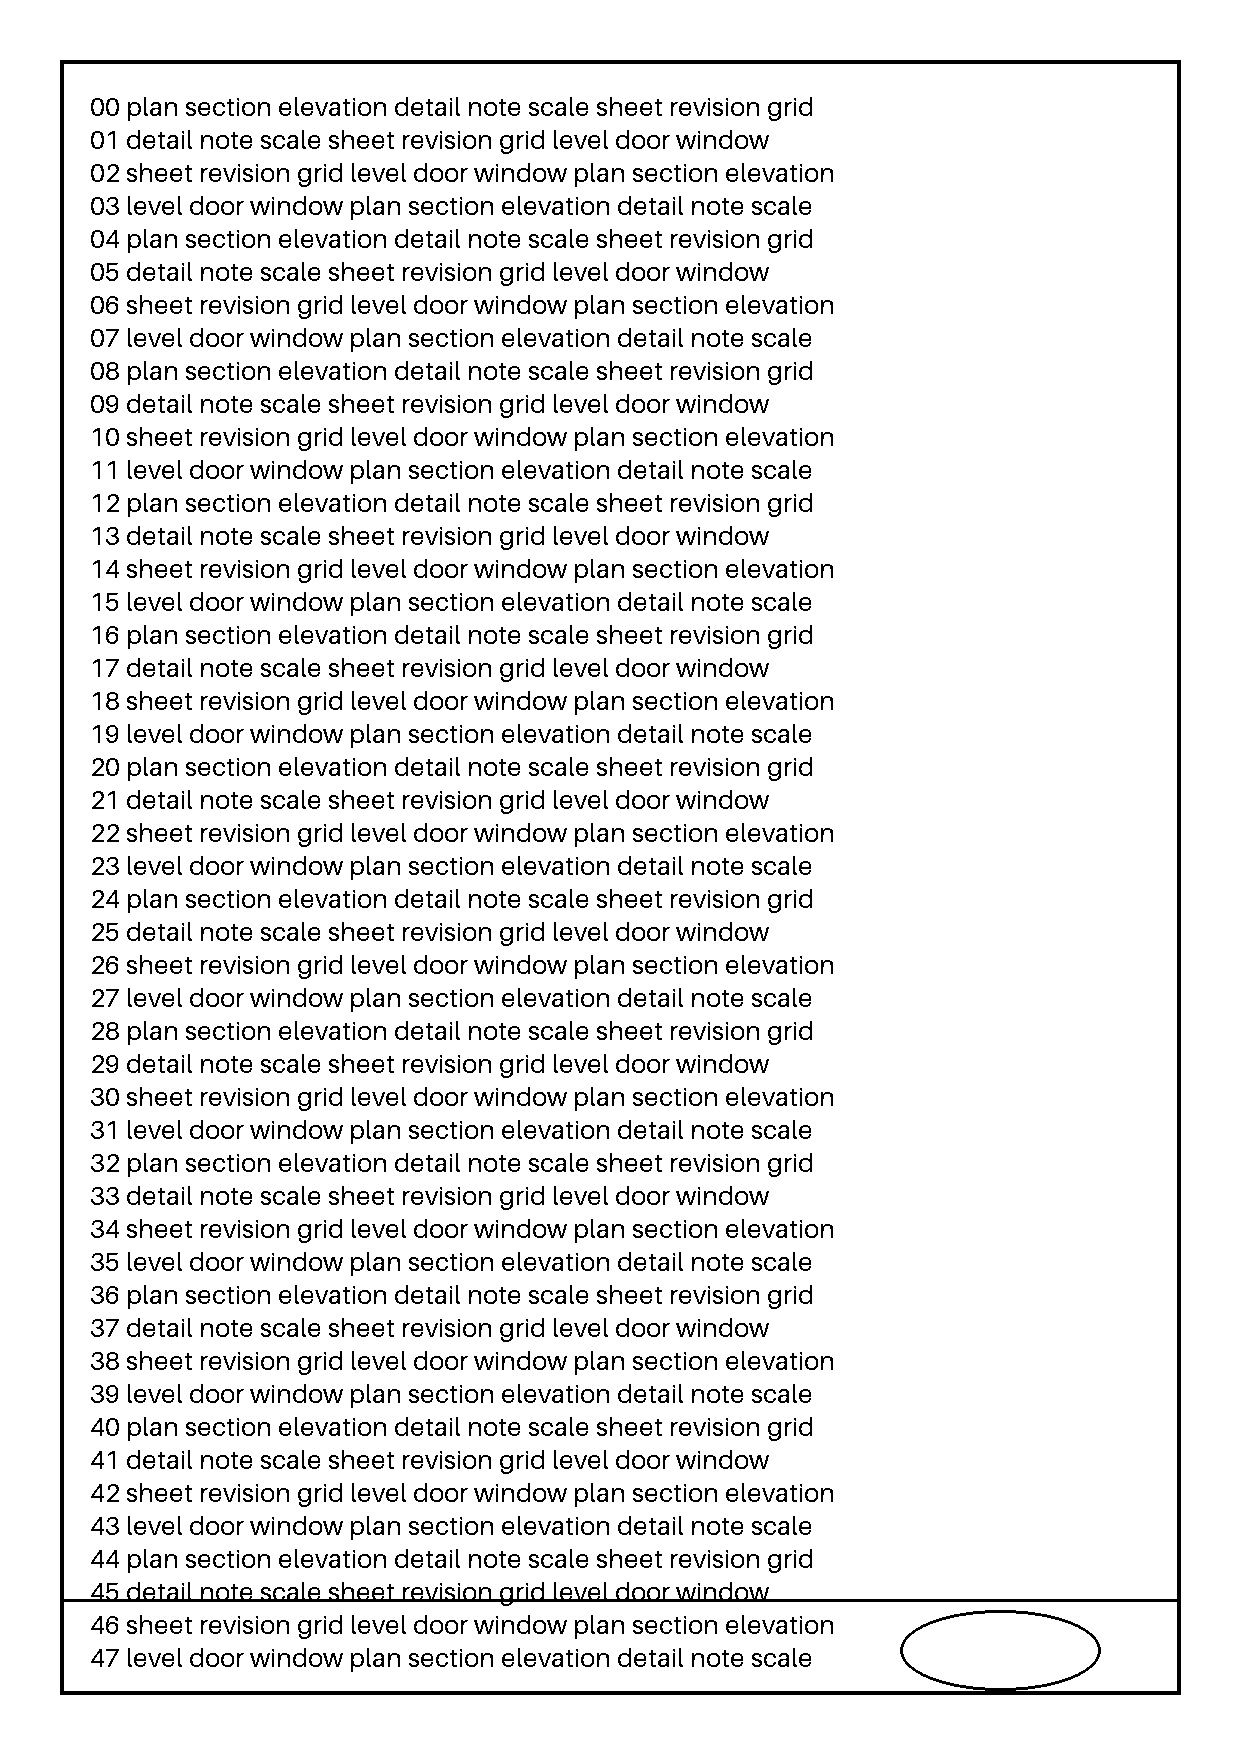 00 plan section elevation detail note scale sheet revision grid
01 detail note scale sheet revision grid level door window
02 sheet revision grid level door window plan section elevation
03 level door window plan section elevation detail note scale
04 plan section elevation detail note scale sheet revision grid
05 detail note scale sheet revision grid level door window
06 sheet revision grid level door window plan section elevation
07 level door window plan section elevation detail note scale
08 plan section elevation detail note scale sheet revision grid
09 detail note scale sheet revision grid level door window
10 sheet revision grid level door window plan section elevation
11 level door window plan section elevation detail note scale
12 plan section elevation detail note scale sheet revision grid
13 detail note scale sheet revision grid level door window
14 sheet revision grid level door window plan section elevation
15 level door window plan section elevation detail note scale
16 plan section elevation detail note scale sheet revision grid
17 detail note scale sheet revision grid level door window
18 sheet revision grid level door window plan section elevation
19 level door window plan section elevation detail note scale
20 plan section elevation detail note scale sheet revision grid
21 detail note scale sheet revision grid level door window
22 sheet revision grid level door window plan section elevation
23 level door window plan section elevation detail note scale
24 plan section elevation detail note scale sheet revision grid
25 detail note scale sheet revision grid level door window
26 sheet revision grid level door window plan section elevation
27 level door window plan section elevation detail note scale
28 plan section elevation detail note scale sheet revision grid
29 detail note scale sheet revision grid level door window
30 sheet revision grid level door window plan section elevation
31 level door window plan section elevation detail note scale
32 plan section elevation detail note scale sheet revision grid
33 detail note scale sheet revision grid level door window
34 sheet revision grid level door window plan section elevation
35 level door window plan section elevation detail note scale
36 plan section elevation detail note scale sheet revision grid
37 detail note scale sheet revision grid level door window
38 sheet revision grid level door window plan section elevation
39 level door window plan section elevation detail note scale
40 plan section elevation detail note scale sheet revision grid
41 detail note scale sheet revision grid level door window
42 sheet revision grid level door window plan section elevation
43 level door window plan section elevation detail note scale
44 plan section elevation detail note scale sheet revision grid
45 detail note scale sheet revision grid level door window
46 sheet revision grid level door window plan section elevation
47 level door window plan section elevation detail note scale